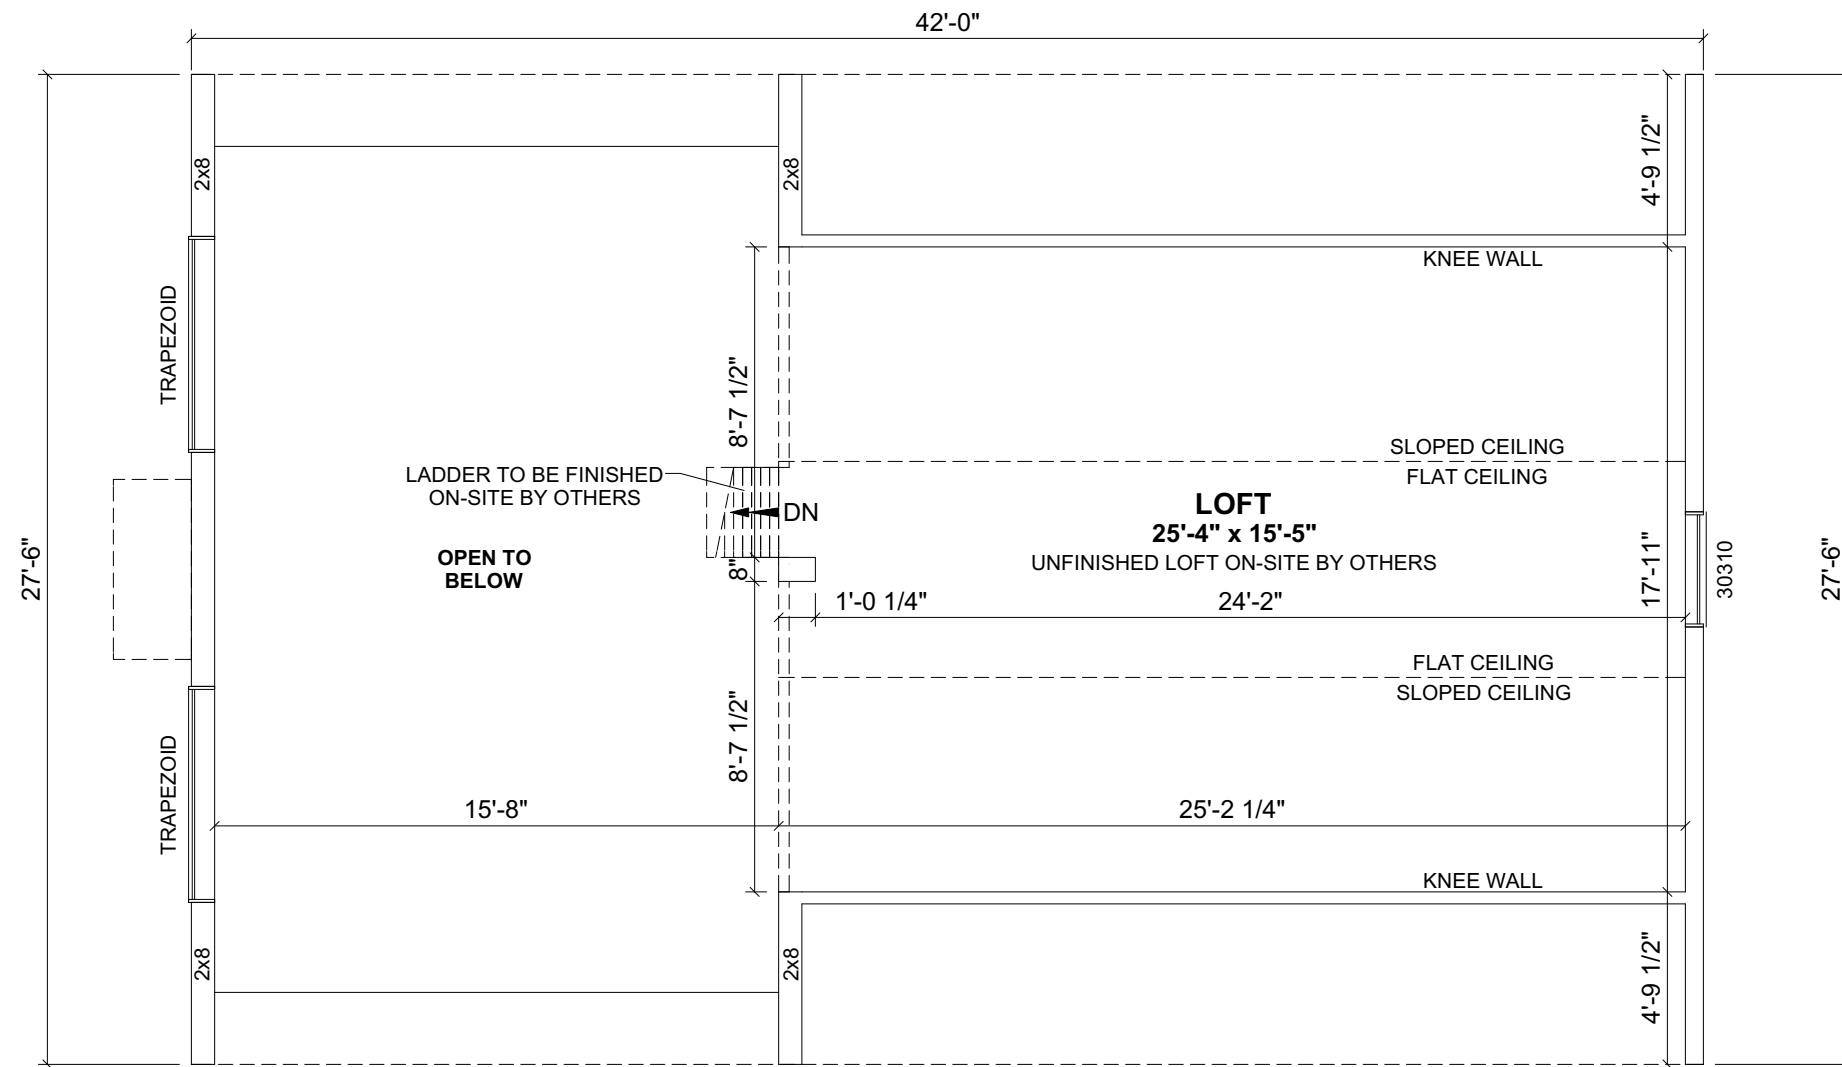 42'-0"
2x8
2x8
4'-9 1/2"
KNEE WALL
TRAPEZOID
8'-7 1/2"
SLOPED CEILING
FLAT CEILING
LADDER TO BE FINISHED
ON-SITE BY OTHERS
DN
LOFT
25'-4" x 15'-5"
UNFINISHED LOFT ON-SITE BY OTHERS
27'-6"
OPEN TO
BELOW
8"
17'-11"
30310
27'-6"
1'-0 1/4"
24'-2"
FLAT CEILING
SLOPED CEILING
8'-7 1/2"
TRAPEZOID
15'-8"
25'-2 1/4"
KNEE WALL
2x8
2x8
4'-9 1/2"